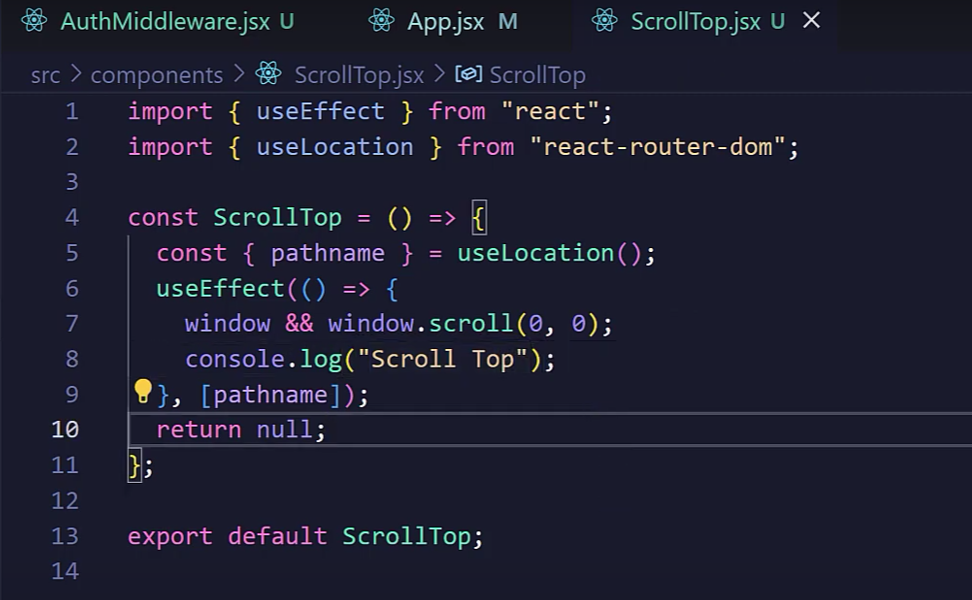 AuthMiddleware.jsx U App.jsx M ScrollTop.jsx U
src > components > ScrollTop.jsx > ScrollTop
1 import { useEffect } from "react";
2 import { useLocation } from "react-router-dom";
3
4 const ScrollTop = () => {
5 const { pathname } = useLocation();
6 useEffect(() => {
7 window && window.scroll(0, 0);
8 console.log("Scroll Top");
9 }, [pathname]);
10 return null;
11 };
12
13 export default ScrollTop;
14